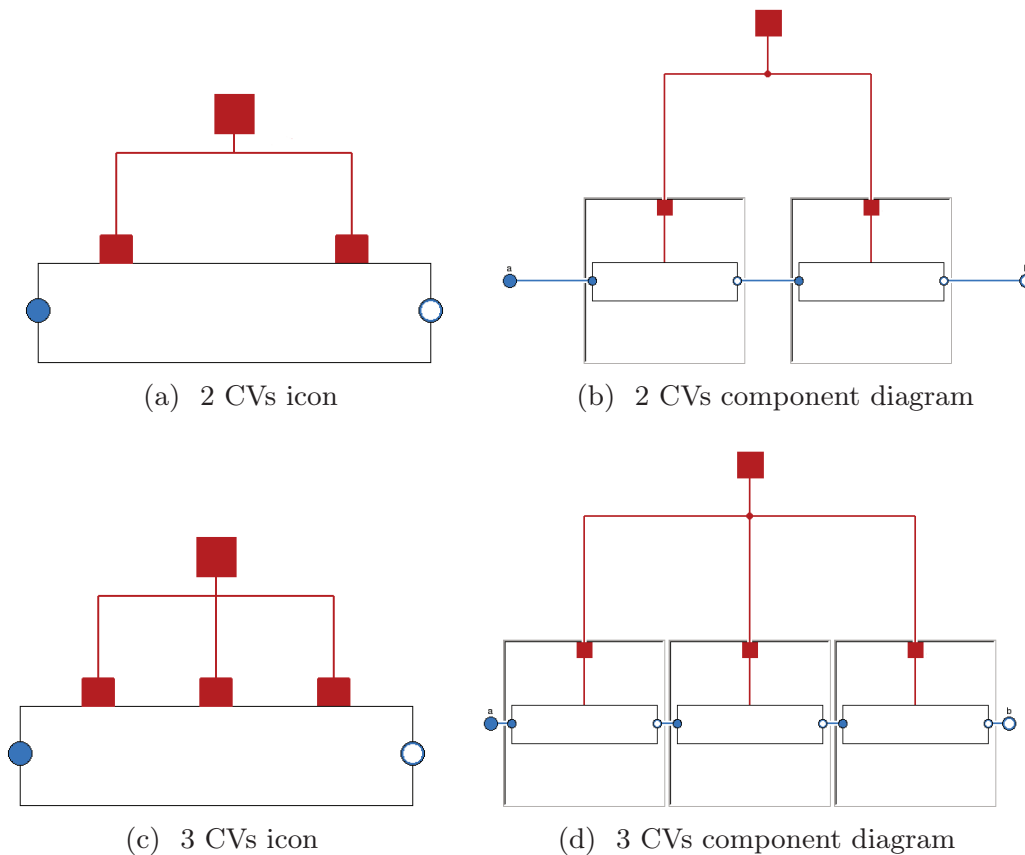 a
(a) 2 CVs icon
(b) 2 CVs component diagram
a
b
(c) 3 CVs icon
(d) 3 CVs component diagram